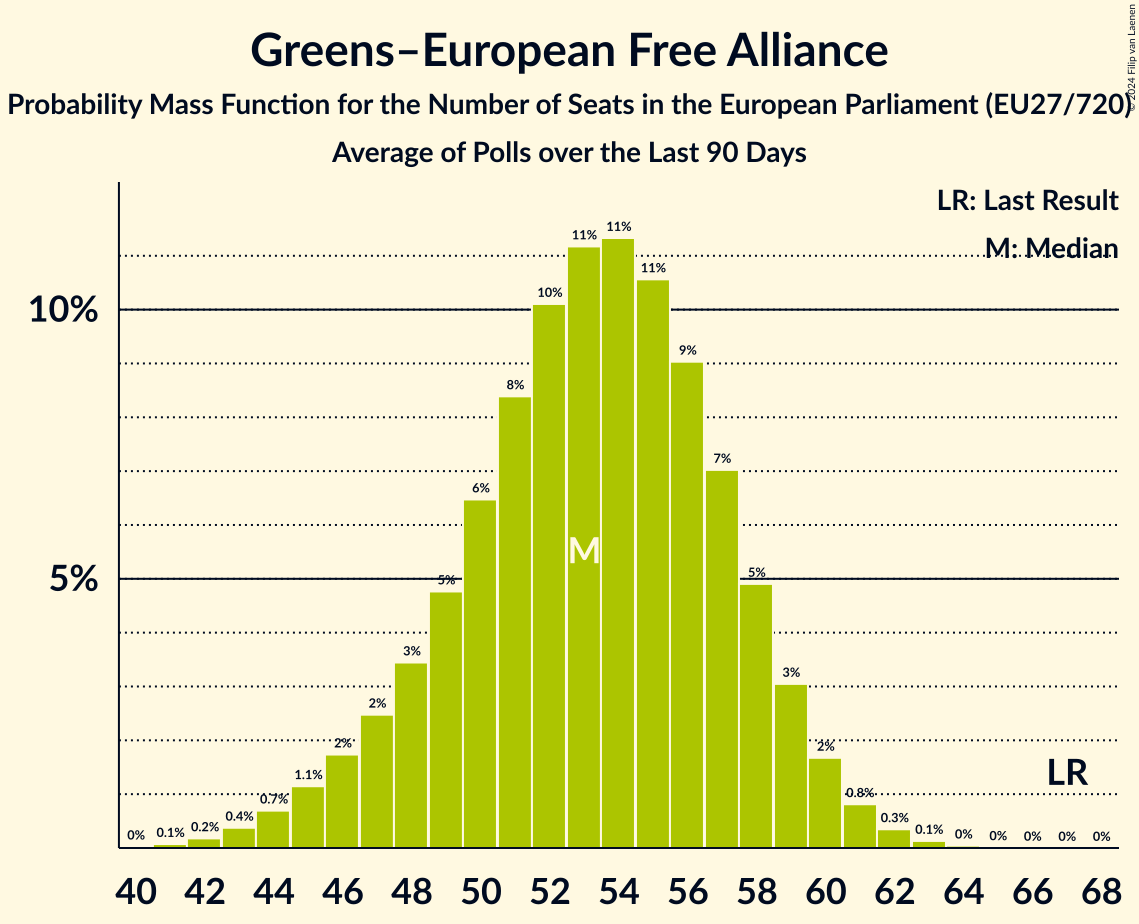 Greens–European Free Alliance
Probability Mass Function for the Number of Seats in the European Parliament (EU27/720)
Average of Polls over the Last 90 Days
© 2024 Filip van Laenen
LR: Last Result
M: Median
10%
5%
0% 0.1% 0.2% 0.4% 0.7% 1.1% 2% 2% 3% 5% 6% 8% 10% 11% 11% 11% 9% 7% 5% 3% 2% 0.8% 0.3% 0.1% 0% 0% 0% 0% 0%
M
LR
40 42 44 46 48 50 52 54 56 58 60 62 64 66 68